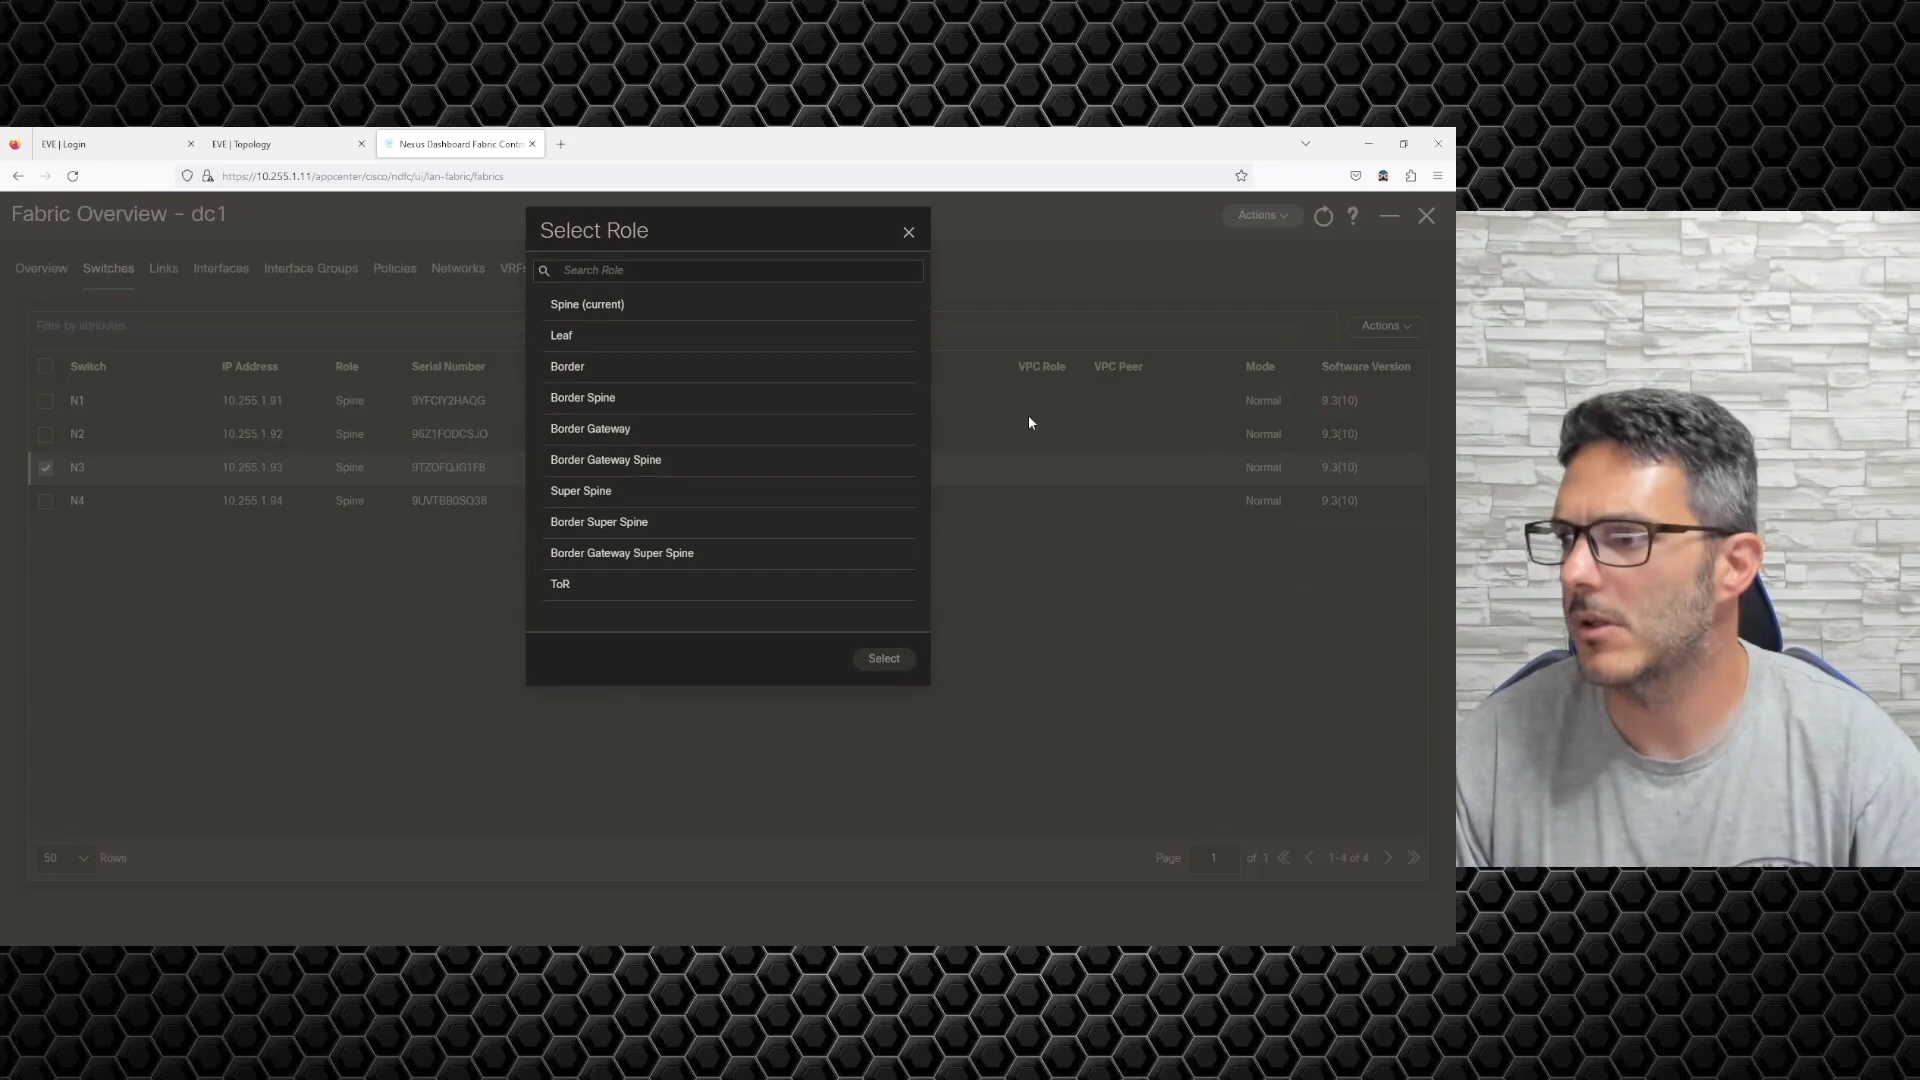 EVE | Login
EVE | Topology
Nexus Dashboard Fabric Contr
https://10.255.1.11/appcenter/cisco/ndfc/ui/lan-fabric/fabrics
Fabric Overview - dc1
Actions
Overview Switches Links Interfaces Interface Groups Policies Networks VRFs
Filter by attributes
Actions
Switch IP Address Role Serial Number VPC Role VPC Peer Mode Software Version
N1 10.255.1.91 Spine 9YFCIY2HAQG Normal 9.3(10)
N2 10.255.1.92 Spine 96Z1FODCSJO Normal 9.3(10)
N3 10.255.1.93 Spine 9TZOFQJG1F8 Normal 9.3(10)
N4 10.255.1.94 Spine 9UVTBB0SQ38 Normal 9.3(10)
Select Role
Search Role
Spine (current)
Leaf
Border
Border Spine
Border Gateway
Border Gateway Spine
Super Spine
Border Super Spine
Border Gateway Super Spine
ToR
Select
50 Rows
Page 1 of 1 1-4 of 4